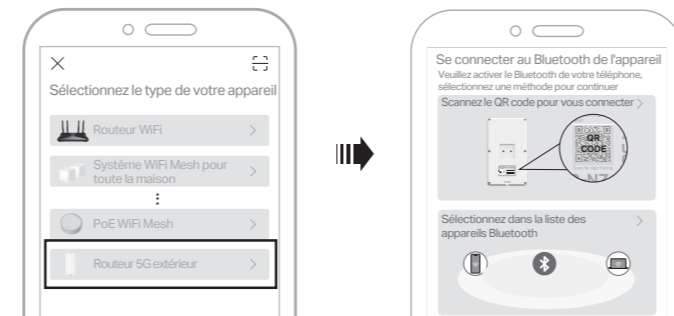 Sélectionnez le type de votre appareil
Routeur WiFi
Système WiFi Mesh pour
toute la maison
PoE WiFi Mesh
Routeur 5G extérieur
Se connecter au Bluetooth de l'appareil
Veuillez activer le Bluetooth de votre téléphone,
sélectionnez une méthode pour continuer
Scannez le QR code pour vous connecter
QR
CODE
Sélectionnez dans la liste des
appareils Bluetooth